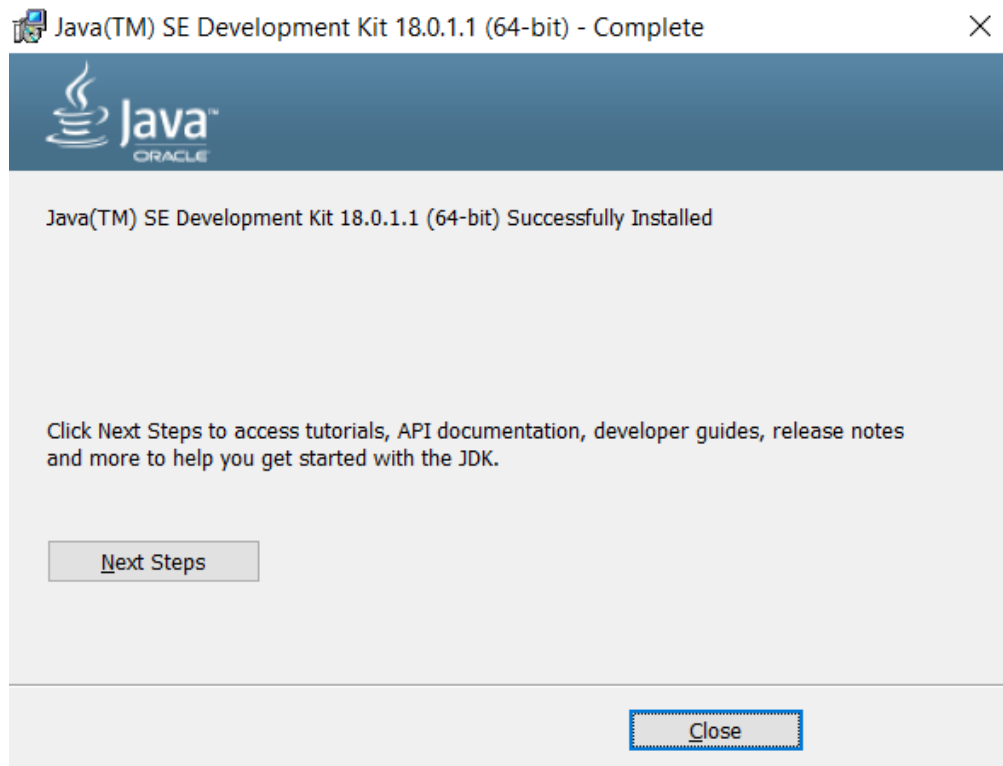 Java(TM) SE Development Kit 18.0.1.1 (64-bit) - Complete
Java™
ORACLE
Java(TM) SE Development Kit 18.0.1.1 (64-bit) Successfully Installed
Click Next Steps to access tutorials, API documentation, developer guides, release notes
and more to help you get started with the JDK.
Next Steps
Close